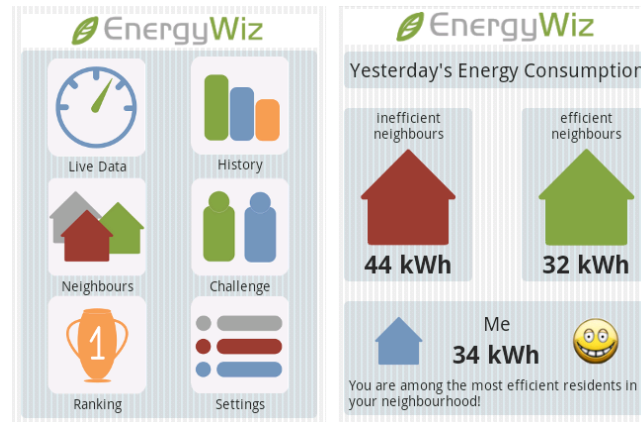 EnergyWiz
Live Data
History
Neighbours
Challenge
1
Ranking
Settings
EnergyWiz
Yesterday's Energy Consumption
inefficient
neighbours
44 kWh
efficient
neighbours
32 kWh
Me
34 kWh
You are among the most efficient residents in
your neighbourhood!